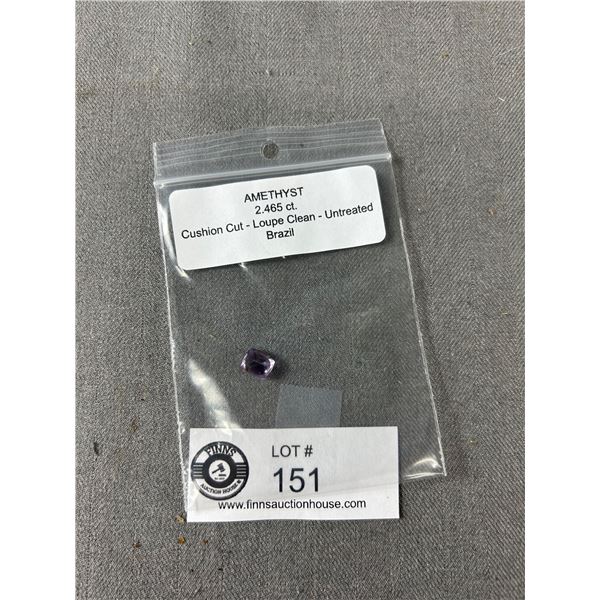 AMETHYST
2.465 ct.
Cushion Cut - Loupe Clean - Untreated
Brazil
FINNS
AUCTION HOUSE
LOT #
151
www.finnsauctionhouse.com